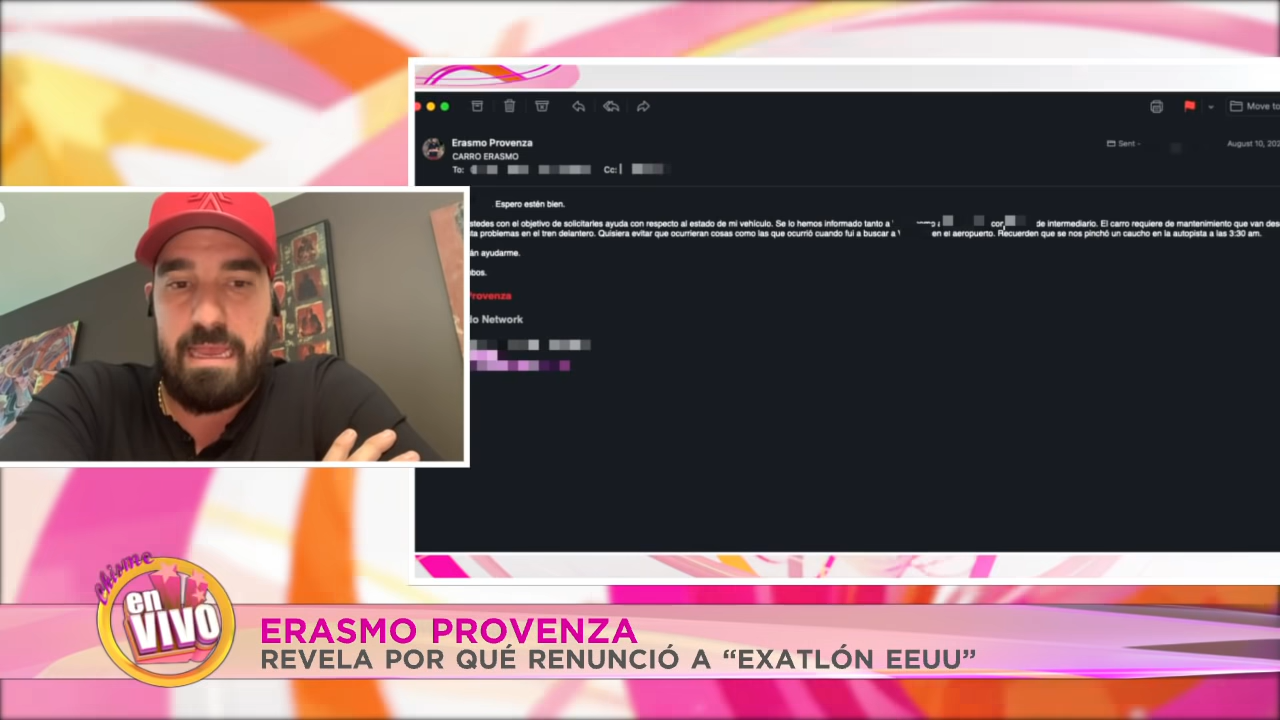 Move to
Erasmo Provenza
Sent -
August 10, 202
CARRO ERASMO
To:
Cc:
Espero estén bien.
stedes con el objetivo de solicitarles ayuda con respecto al estado de mi vehículo. Se lo hemos informado tanto a de intermediario. El carro requiere de mantenimiento que van des
ta problemas en el tren delantero. Quisiera evitar que ocurrieran cosas como las que ocurrió cuando fui a buscar a en el aeropuerto. Recuerden que se nos pinchó un caucho en la autopista a las 3:30 am.
án ayudarme.
obos.
Provenza
lo Network
chisme
en
VIVO
ERASMO PROVENZA
REVELA POR QUÉ RENUNCIÓ A “EXATLÓN EEUU”